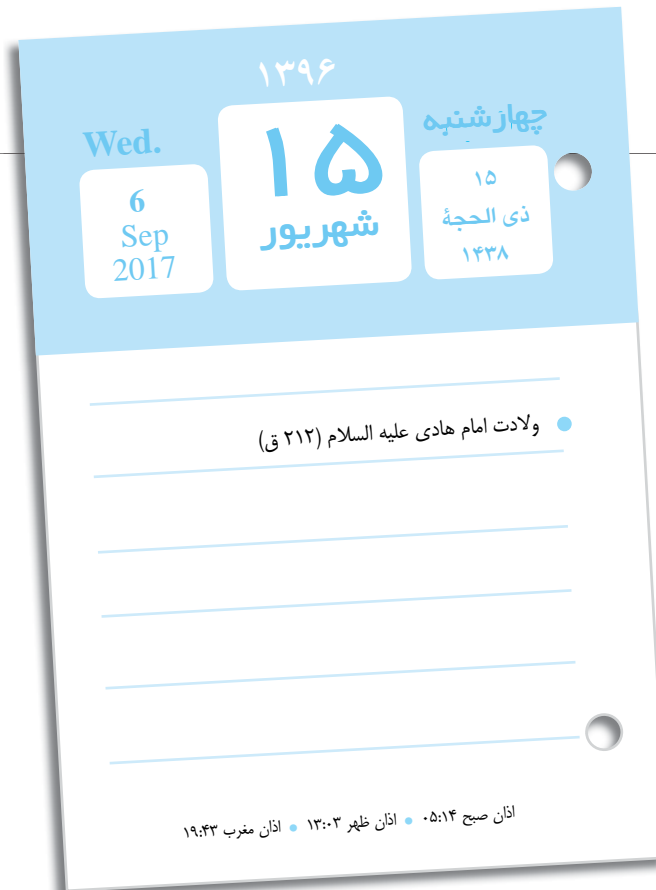 ۱۳۹۶
چهارشنبه
۱۵
شهریور
Wed.
۱۵
ذی الحجهٔ
۱۴۳۸
6
Sep
2017
ولادت امام هادی علیه السلام (۲۱۲ ق)
اذان صبح ۰۵:۱۴ • اذان ظهر ۱۳:۰۳ • اذان مغرب ۱۹:۴۳